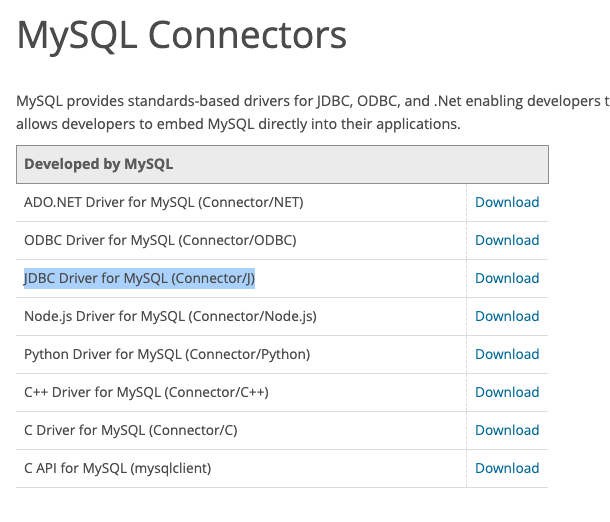 MySQL Connectors
MySQL provides standards-based drivers for JDBC, ODBC, and .Net enabling developers t
allows developers to embed MySQL directly into their applications.
Developed by MySQL
ADO.NET Driver for MySQL (Connector/NET) Download
ODBC Driver for MySQL (Connector/ODBC) Download
JDBC Driver for MySQL (Connector/J) Download
Node.js Driver for MySQL (Connector/Node.js) Download
Python Driver for MySQL (Connector/Python) Download
C++ Driver for MySQL (Connector/C++) Download
C Driver for MySQL (Connector/C) Download
C API for MySQL (mysqlclient) Download